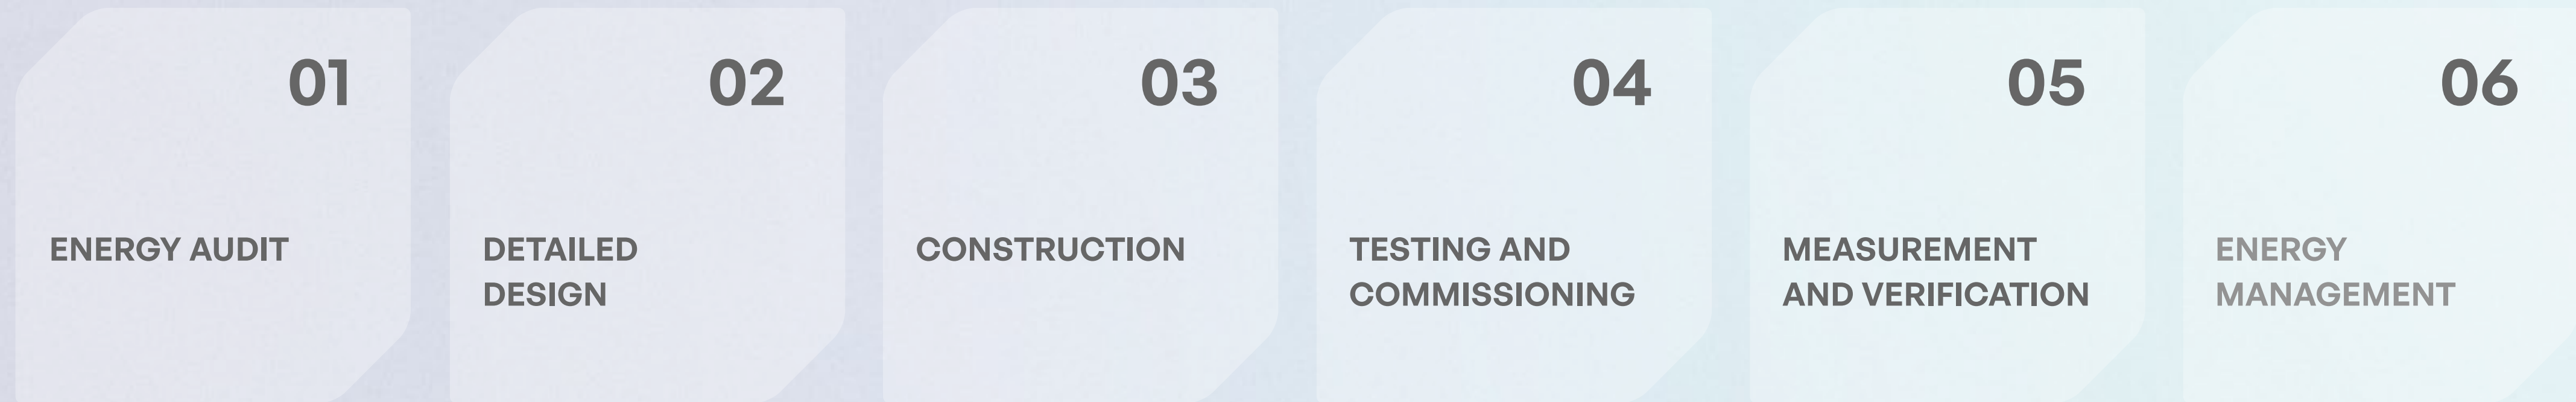 01
ENERGY AUDIT
02
DETAILED
DESIGN
03
CONSTRUCTION
04
TESTING AND
COMMISSIONING
05
MEASUREMENT
AND VERIFICATION
06
ENERGY
MANAGEMENT